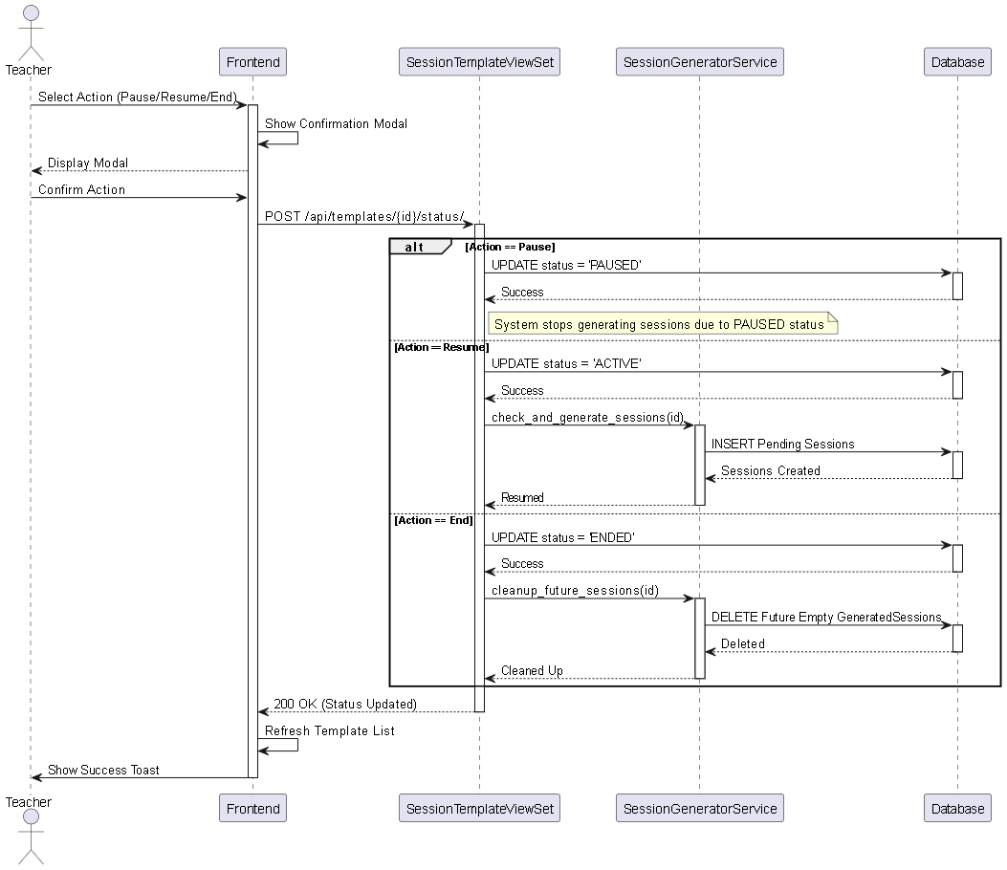 Teacher
Frontend
SessionTemplateViewSet
SessionGeneratorService
Database
Select Action (Pause/Resume/End)
Show Confirmation Modal
Display Modal
Confirm Action
POST /api/templates/{id}/status/
alt
[Action == Pause]
UPDATE status = 'PAUSED'
Success
System stops generating sessions due to PAUSED status
[Action == Resume]
UPDATE status = 'ACTIVE'
Success
check_and_generate_sessions(id)
INSERT Pending Sessions
Sessions Created
Resumed
[Action == End]
UPDATE status = 'ENDED'
Success
cleanup_future_sessions(id)
DELETE Future Empty GeneratedSessions
Deleted
Cleaned Up
200 OK (Status Updated)
Refresh Template List
Show Success Toast
Teacher
Frontend
SessionTemplateViewSet
SessionGeneratorService
Database